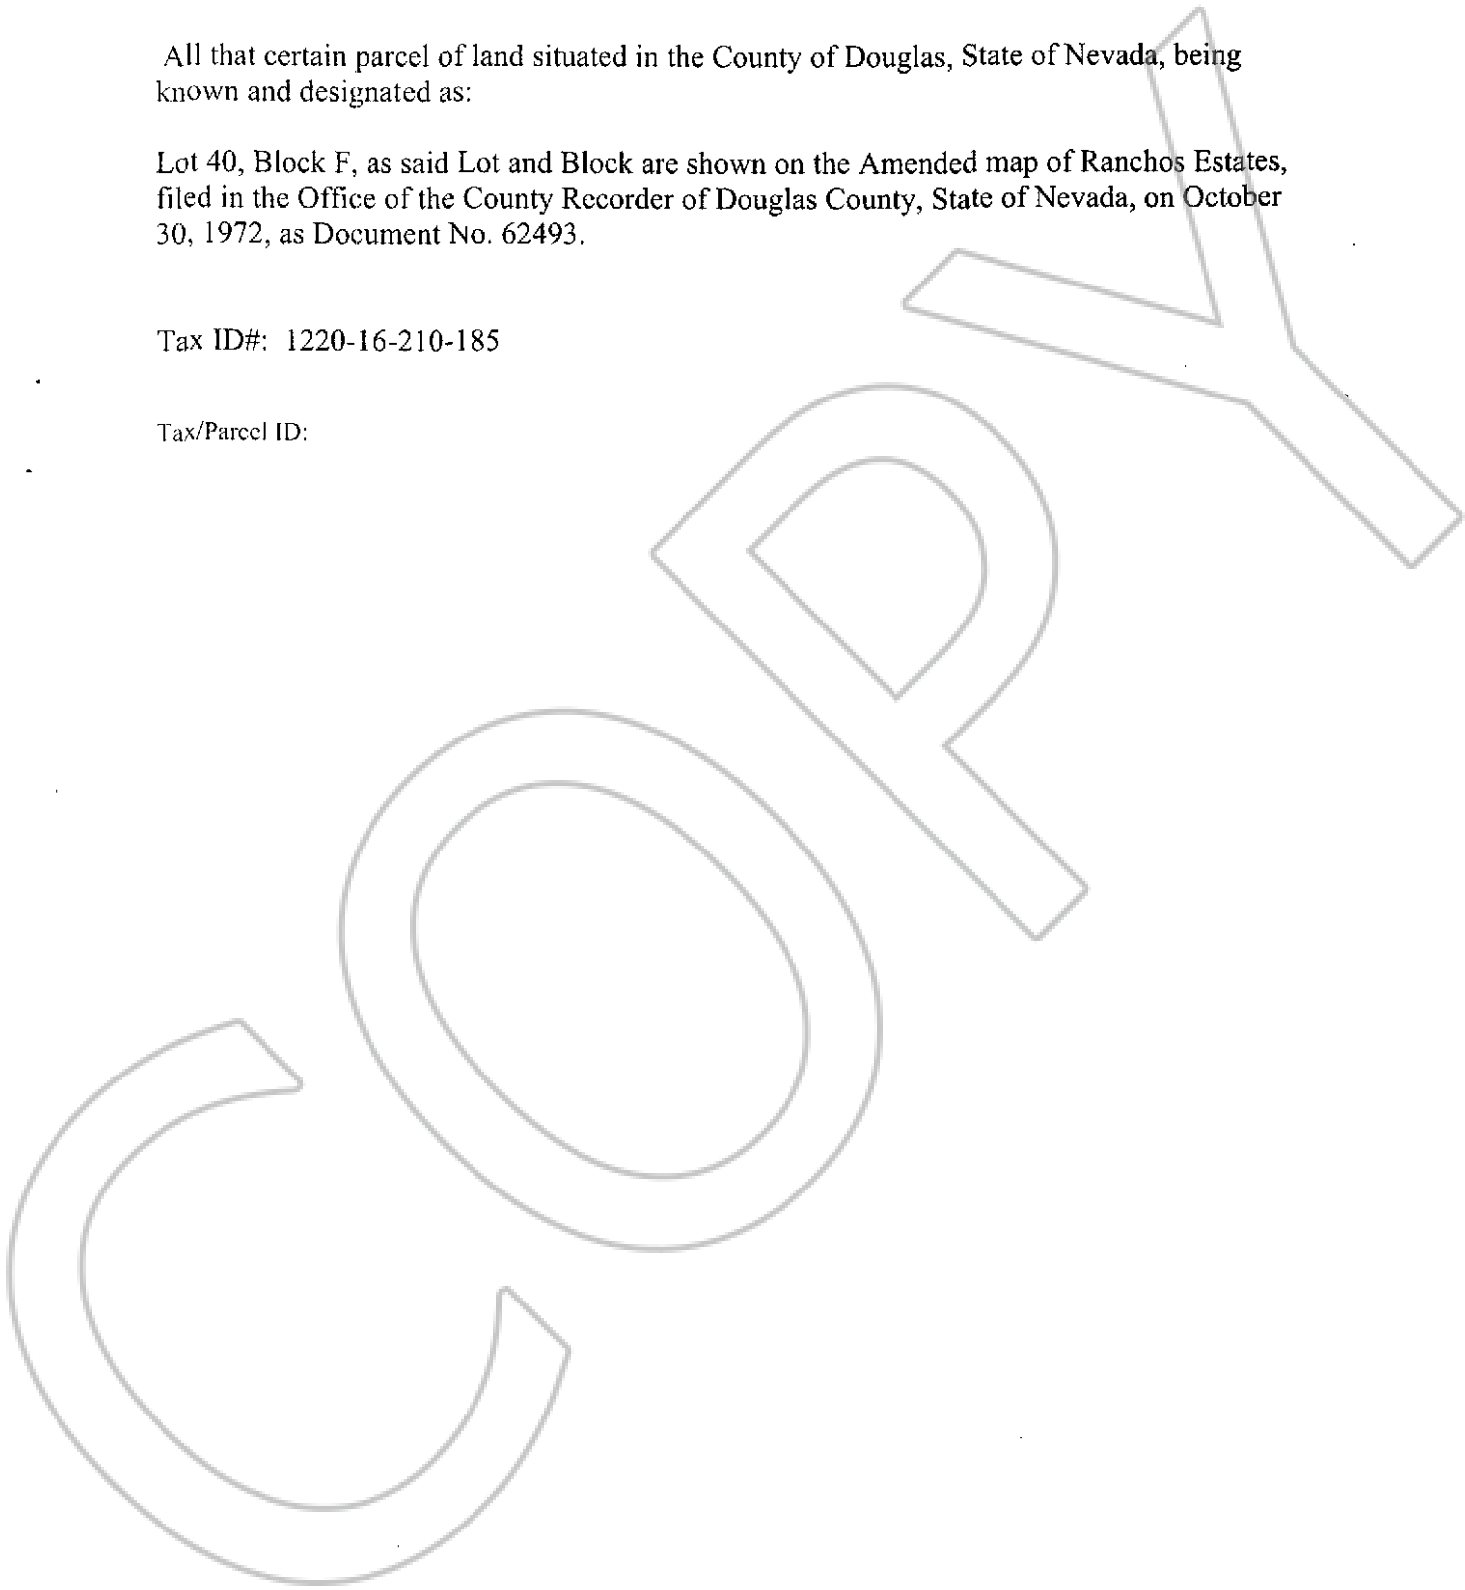 All that certain parcel of land situated in the County of Douglas, State of Nevada, being
known and designated as:
Lot 40, Block F, as said Lot and Block are shown on the Amended map of Ranchos Estates,
filed in the Office of the County Recorder of Douglas County, State of Nevada, on October
30, 1972, as Document No. 62493.
Tax ID#: 1220-16-210-185
Tax/Parcel ID:
COPY